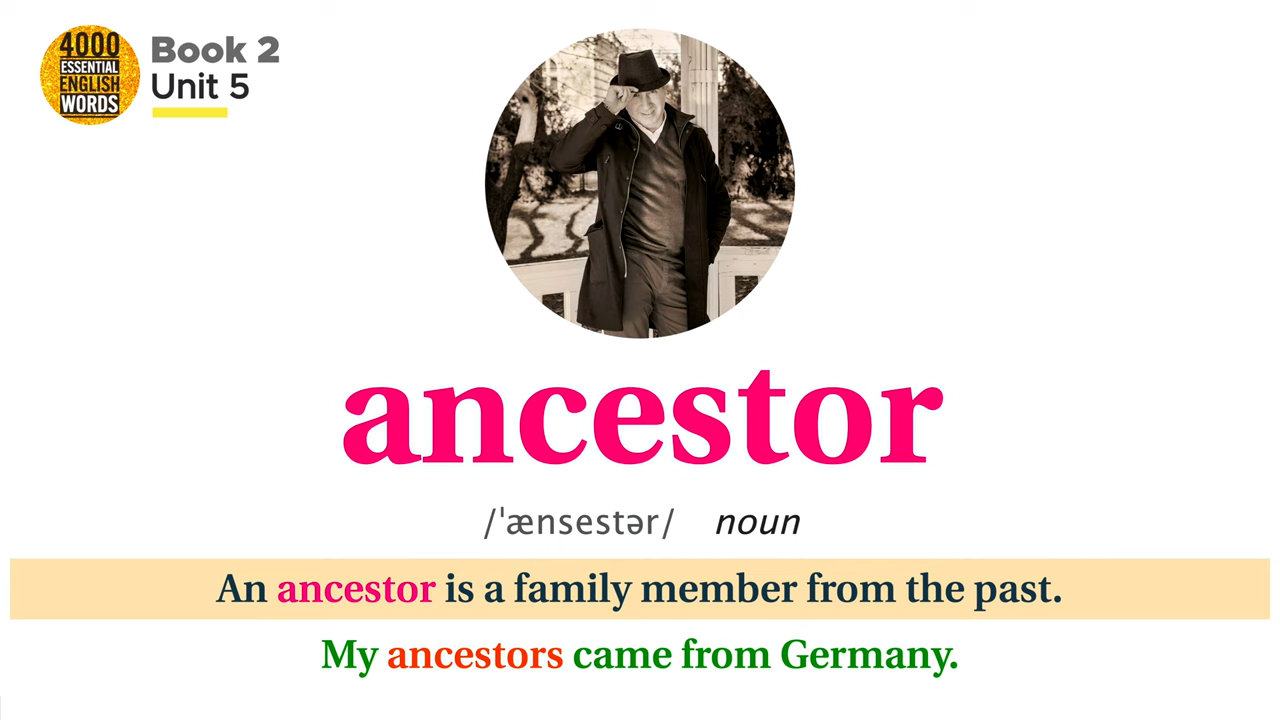 4000
ESSENTIAL
ENGLISH
WORDS
Book 2
Unit 5
ancestor
/ˈænsestər/ noun
An ancestor is a family member from the past.
My ancestors came from Germany.